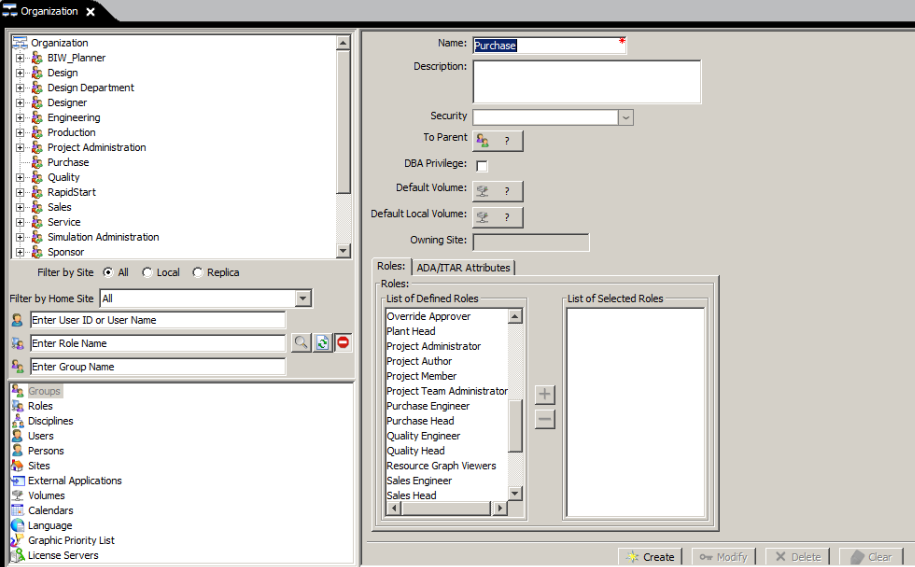 Organization
Organization
BIW_Planner
Design
Design Department
Designer
Engineering
Production
Project Administration
Purchase
Quality
RapidStart
Sales
Service
Simulation Administration
Sponsor
Filter by Site All Local Replica
Filter by Home Site All
Enter User ID or User Name
Enter Role Name
Enter Group Name
Groups
Roles
Disciplines
Users
Persons
Sites
External Applications
Volumes
Calendars
Language
Graphic Priority List
License Servers
Name: Purchase *
Description:
Security
To Parent ?
DBA Privilege:
Default Volume: ?
Default Local Volume: ?
Owning Site:
Roles: ADA/ITAR Attributes
Roles:
List of Defined Roles
Override Approver
Plant Head
Project Administrator
Project Author
Project Member
Project Team Administrator
Purchase Engineer
Purchase Head
Quality Engineer
Quality Head
Resource Graph Viewers
Sales Engineer
Sales Head
List of Selected Roles
Create Modify Delete Clear